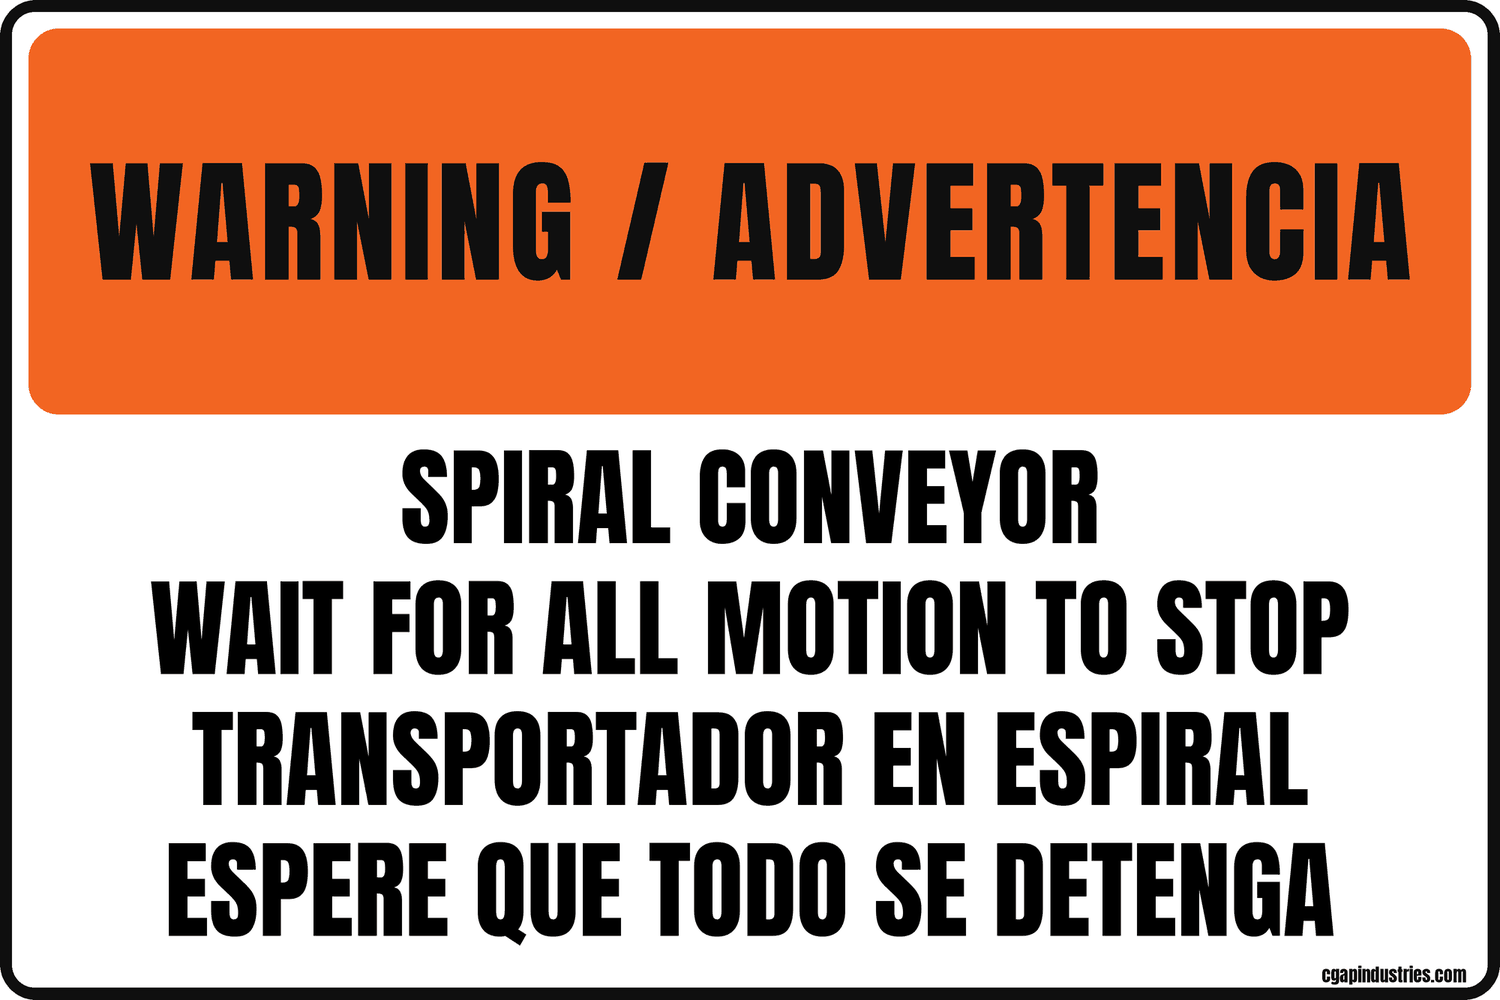 WARNING / ADVERTENCIA
SPIRAL CONVEYOR
WAIT FOR ALL MOTION TO STOP
TRANSPORTADOR EN ESPIRAL
ESPERE QUE TODO SE DETENGA
cgapindustries.com